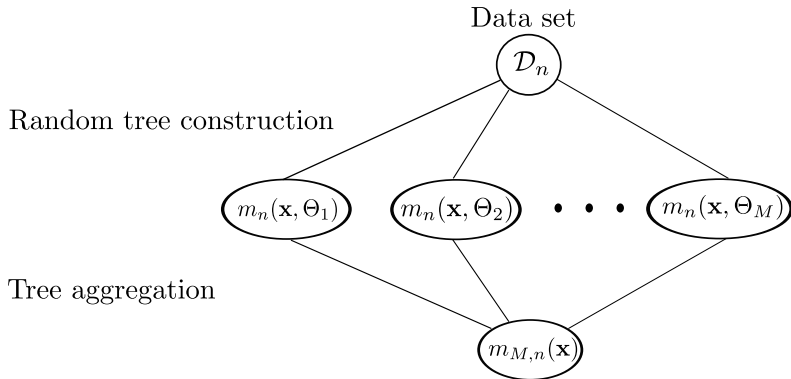 Data set
𝒟ₙ
Random tree construction
mₙ(𝐱, Θ₁) mₙ(𝐱, Θ₂) • • • mₙ(𝐱, Θ_M)
Tree aggregation
m_{M,n}(𝐱)